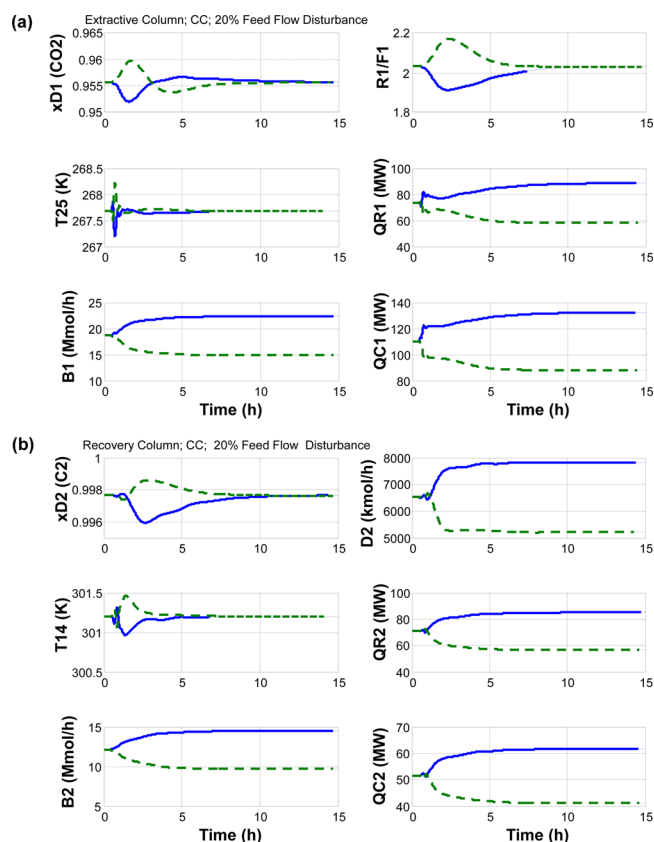 (a)
Extractive Column; CC; 20% Feed Flow Disturbance
xD1 (CO2)
0.96
0.955
0.95
0 5 10 15
R1/F1
2.2
2
1.8
0 5 10 15
T25 (K)
268.5
268
267.5
267
0 5 10 15
QR1 (MW)
100
80
60
40
0 5 10 15
B1 (Mmol/h)
25
20
15
10
0 5 10 15
Time (h)
QC1 (MW)
140
120
100
80
0 5 10 15
Time (h)
(b)
Recovery Column; CC; 20% Feed Flow Disturbance
xD2 (C2)
1
0.998
0.996
0 5 10 15
D2 (kmol/h)
8000
7000
6000
5000
0 5 10 15
T14 (K)
301.5
301
300.5
0 5 10 15
QR2 (MW)
100
80
60
40
0 5 10 15
B2 (Mmol/h)
15
10
5
0 5 10 15
Time (h)
QC2 (MW)
70
60
50
40
0 5 10 15
Time (h)